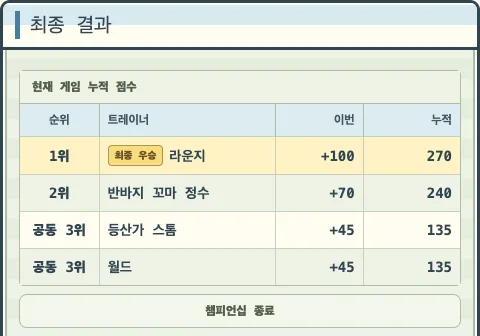 최종 결과
현재 게임 누적 점수
순위 트레이너 이번 누적
1위 최종 우승 라운지 +100 270
2위 반바지 꼬마 정수 +70 240
공동 3위 등산가 스톰 +45 135
공동 3위 월드 +45 135
챔피언십 종료